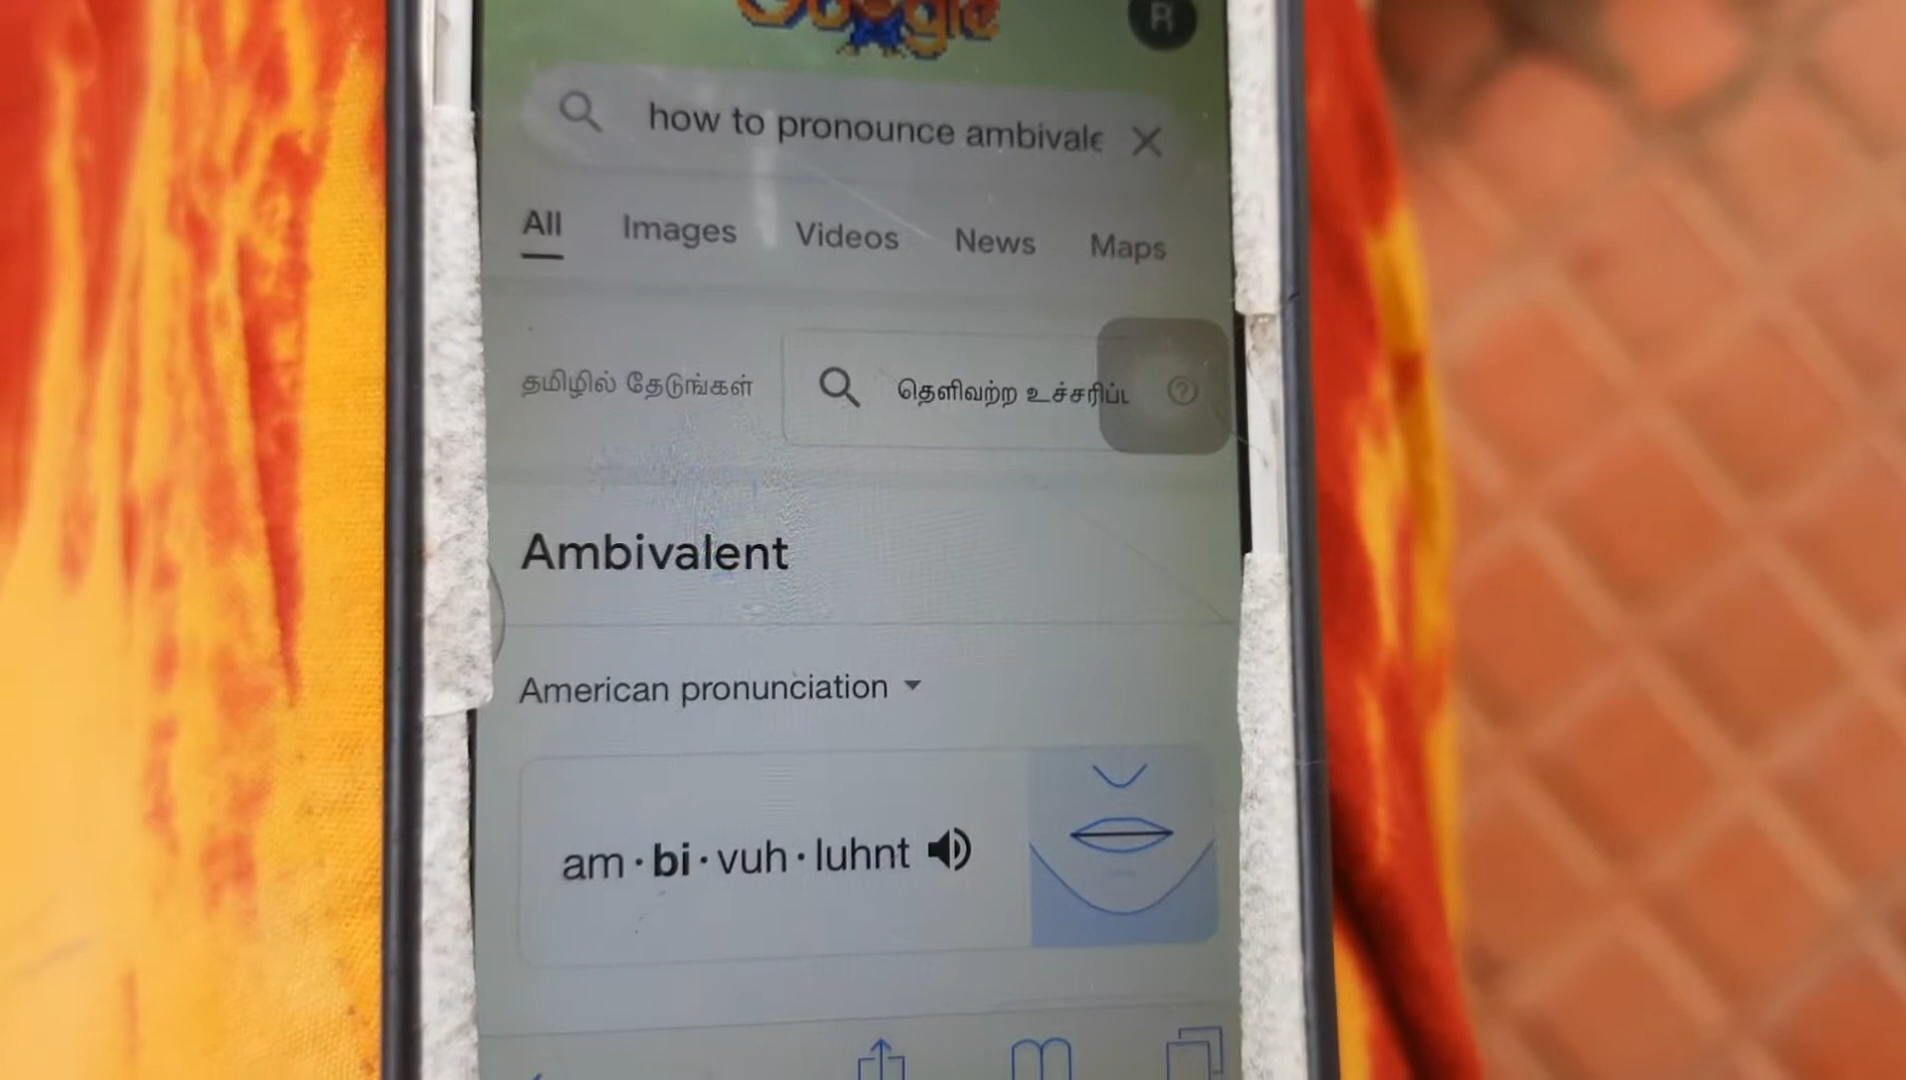 Google
R
how to pronounce ambivale
All Images Videos News Maps
தமிழில் தேடுங்கள்
தெளிவற்ற உச்சரிப்ட
Ambivalent
American pronunciation
am · bi · vuh · luhnt